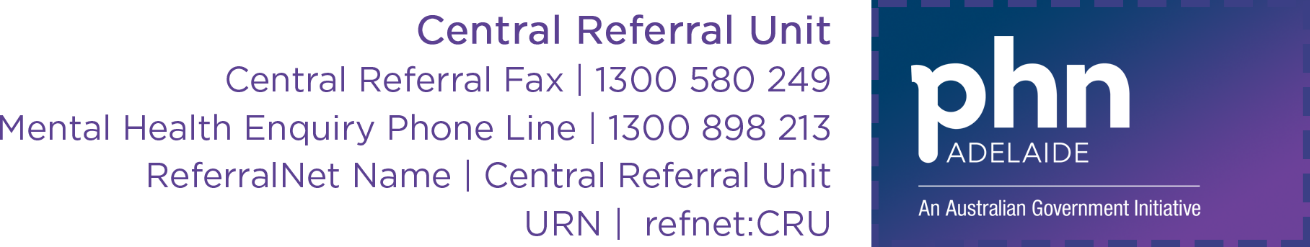 Central Referral Unit
Central Referral Fax | 1300 580 249
Mental Health Enquiry Phone Line | 1300 898 213
ReferralNet Name | Central Referral Unit
URN | refnet:CRU
phn
ADELAIDE
An Australian Government Initiative